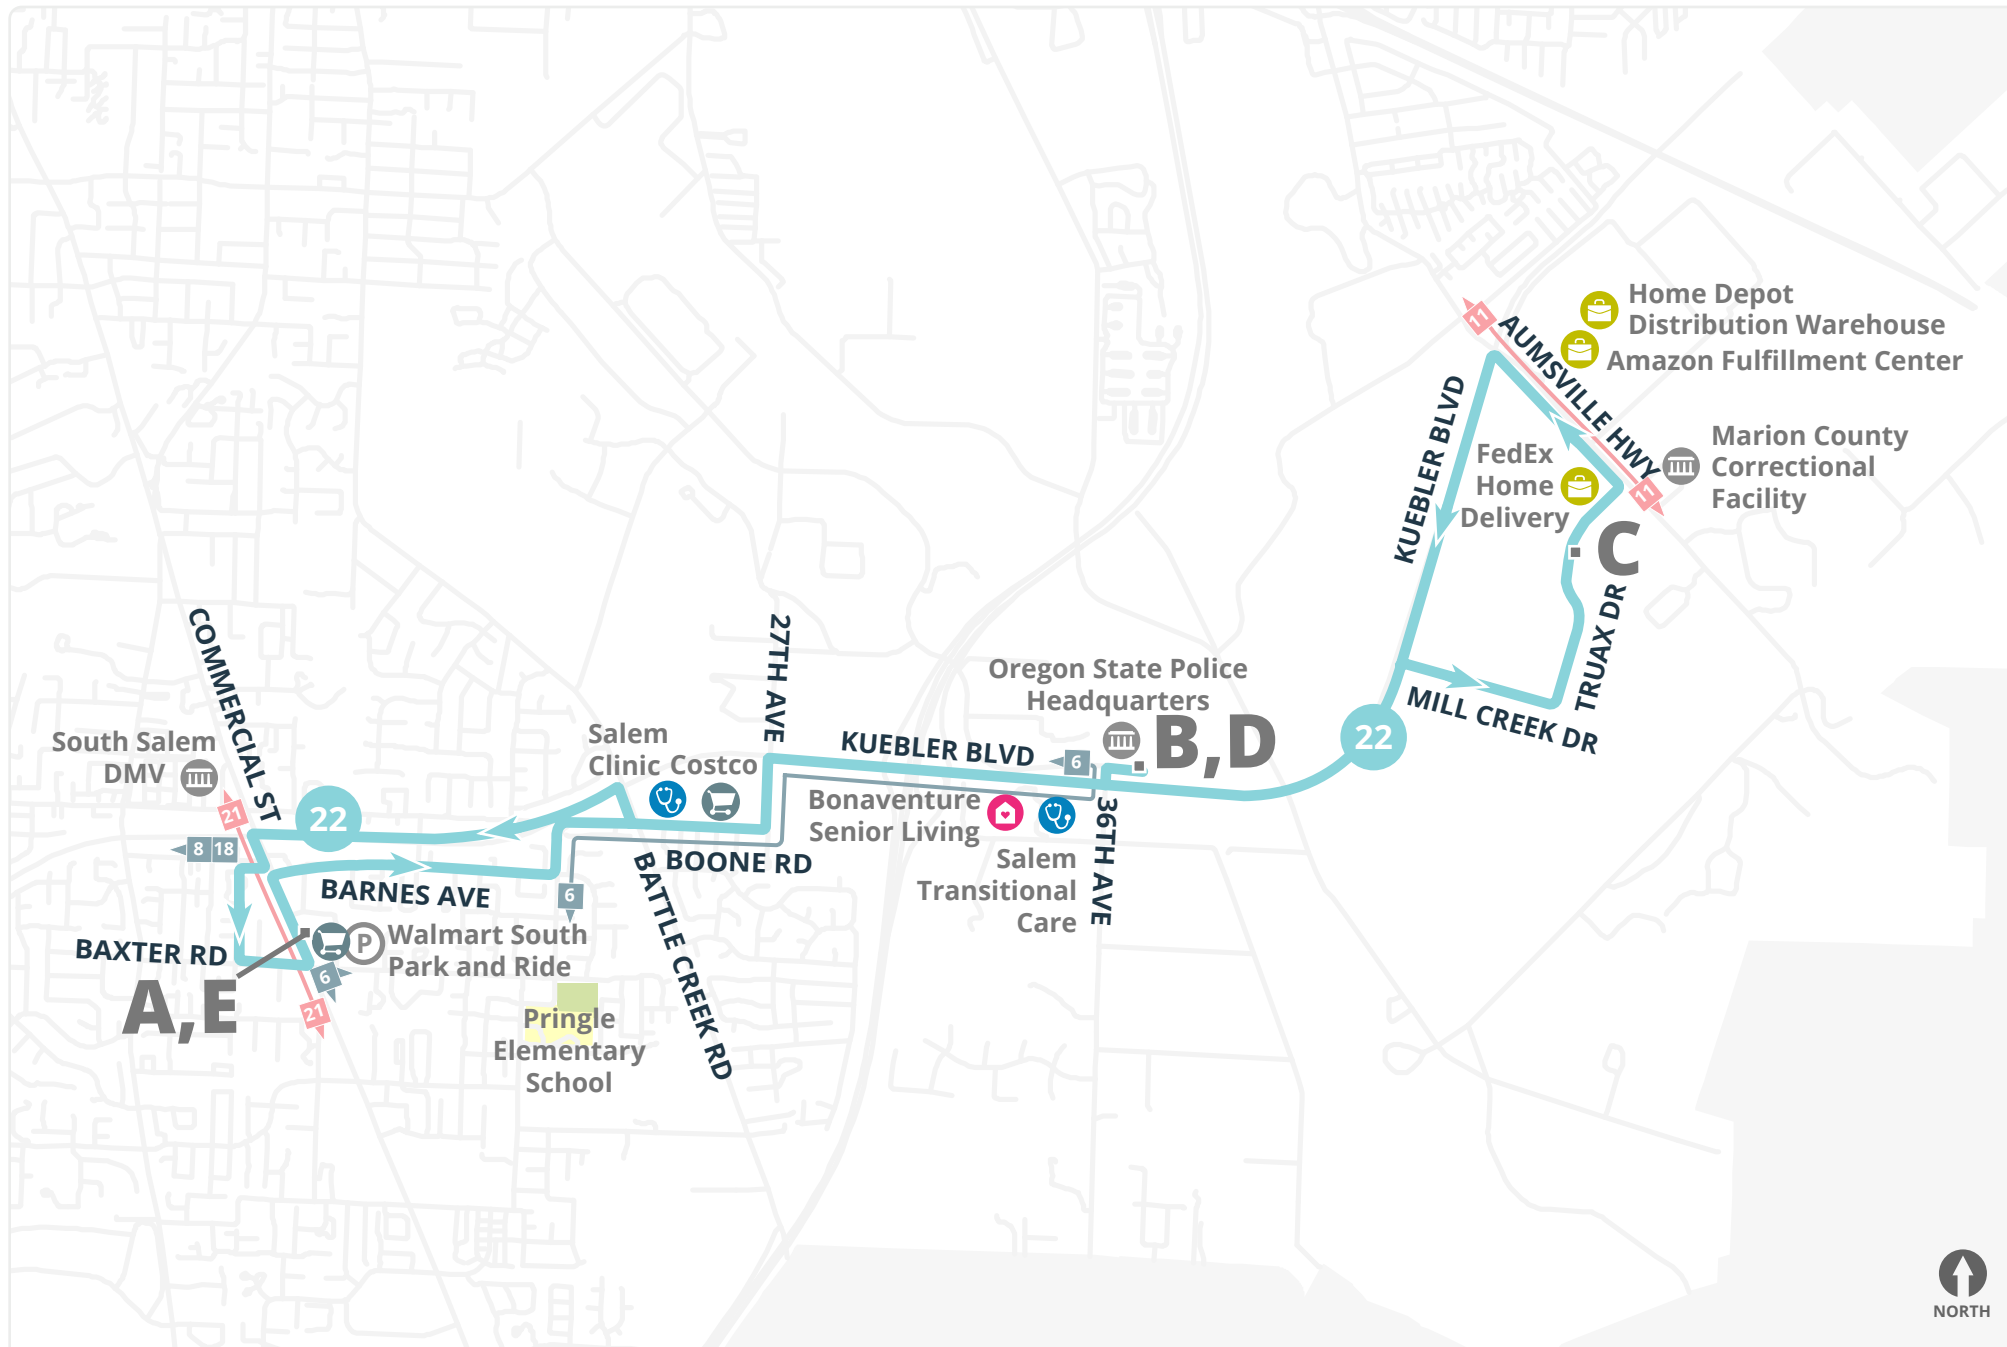 Home Depot
Distribution Warehouse
Amazon Fulfillment Center
11
AUMSVILLE HWY
KUEBLER BLVD
FedEx
Home
Delivery
Marion County
Correctional
Facility
11
C
TRUAX DR
MILL CREEK DR
22
COMMERCIAL ST
27TH AVE
Oregon State Police
Headquarters
B,D
South Salem
DMV
Salem
Clinic
Costco
KUEBLER BLVD
6
21
22
8 18
Bonaventure
Senior Living
36TH AVE
Salem
Transitional
Care
BOONE RD
BATTLE CREEK RD
BARNES AVE
6
BAXTER RD
P
Walmart South
Park and Ride
6
A,E
21
Pringle
Elementary
School
NORTH